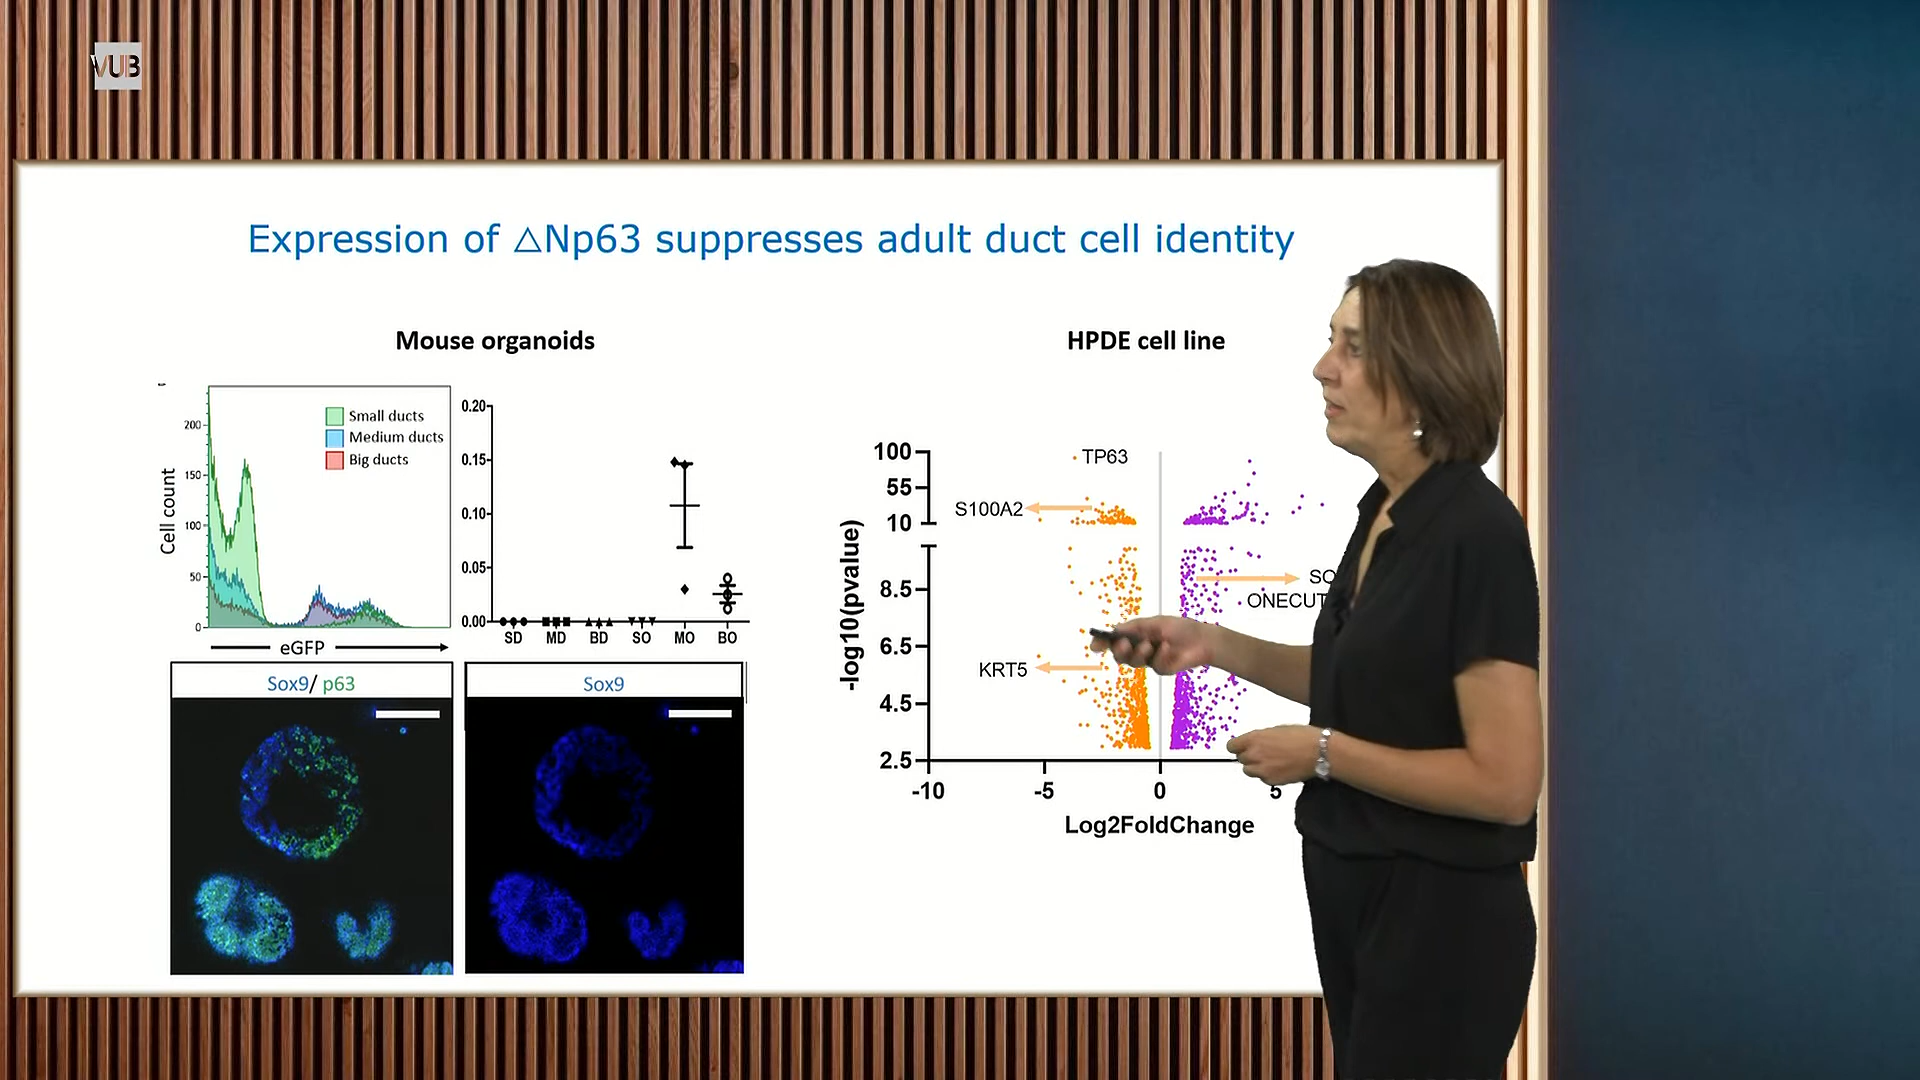 VUB
Expression of △Np63 suppresses adult duct cell identity
Mouse organoids
HPDE cell line
Cell count
200
150
100
50
0
Small ducts
Medium ducts
Big ducts
eGFP
0.20
0.15
0.10
0.05
0.00
SD MD BD SO MO BO
Sox9/ p63
Sox9
-log10(pvalue)
100
55
10
8.5
6.5
4.5
2.5
TP63
S100A2
KRT5
ONECUT
-10 -5 0 5
Log2FoldChange